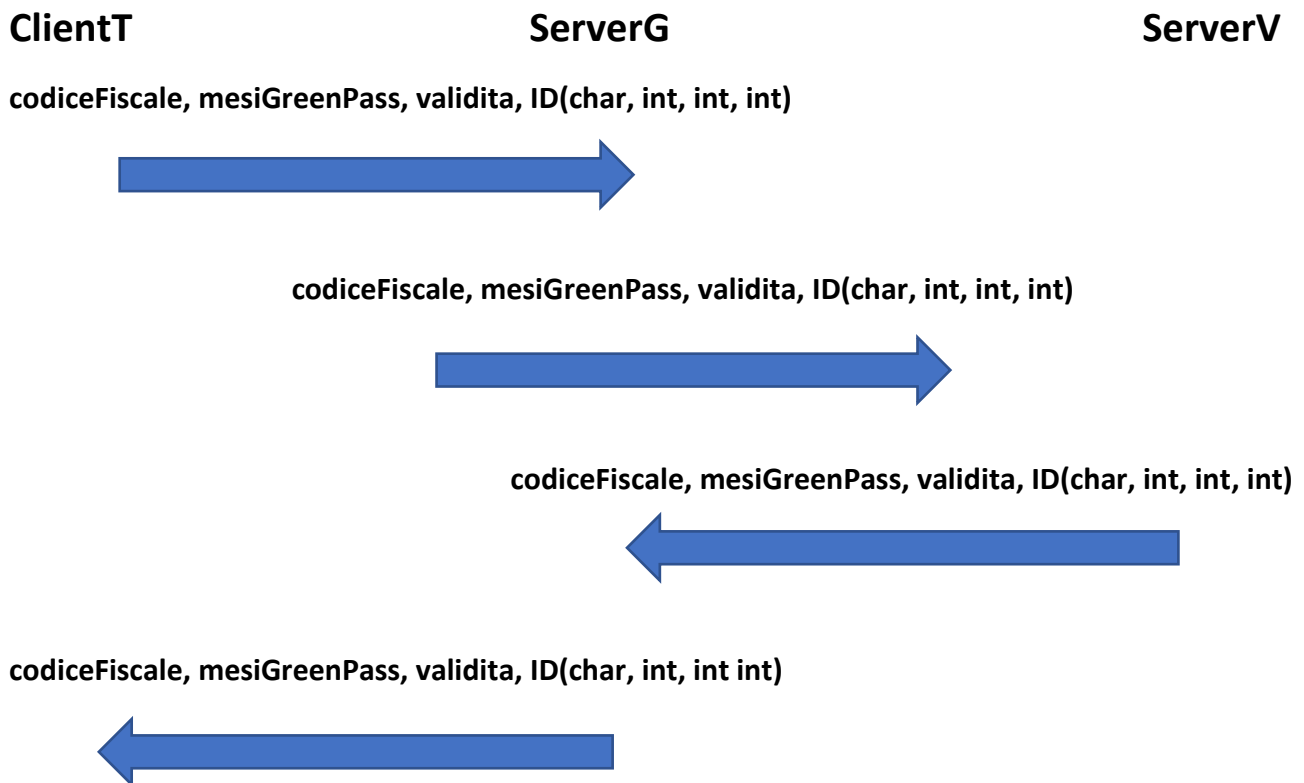 ClientT ServerG ServerV
codiceFiscale, mesiGreenPass, validita, ID(char, int, int, int)
codiceFiscale, mesiGreenPass, validita, ID(char, int, int, int)
codiceFiscale, mesiGreenPass, validita, ID(char, int, int, int)
codiceFiscale, mesiGreenPass, validita, ID(char, int, int int)